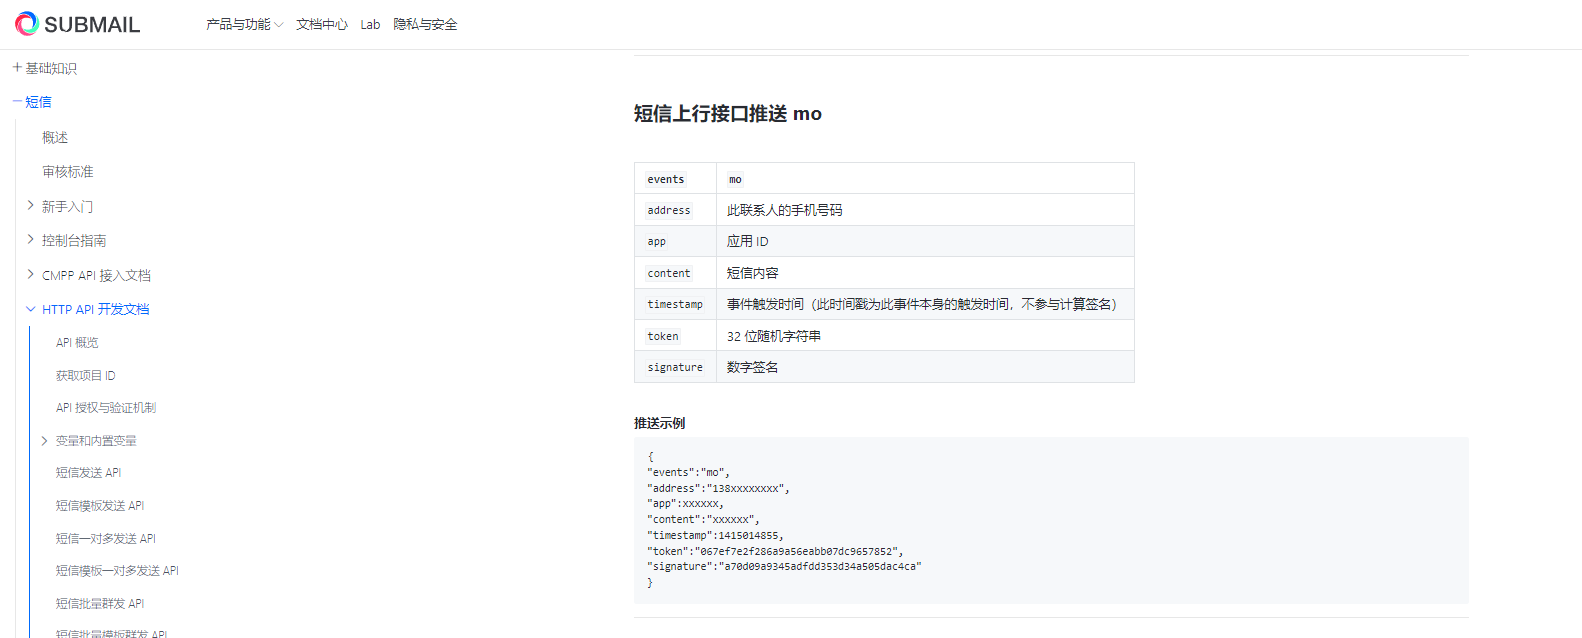 SUBMAIL
产品与功能 文档中心 Lab 隐私与安全
基础知识
短信
概述
审核标准
新手入门
控制台指南
CMPP API 接入文档
HTTP API 开发文档
API 概览
获取项目 ID
API 授权与验证机制
变量和内置变量
短信发送 API
短信模板发送 API
短信一对多发送 API
短信模板一对多发送 API
短信批量群发 API
短信批量模板群发 API
短信上行接口推送 mo
events mo
address 此联系人的手机号码
app 应用 ID
content 短信内容
timestamp 事件触发时间（此时间戳为此事件本身的触发时间，不参与计算签名）
token 32 位随机字符串
signature 数字签名
推送示例
{
"events":"mo",
"address":"138xxxxxxxx",
"app":xxxxxx,
"content":"xxxxxx",
"timestamp":1415014855,
"token":"067ef7e2f286a9a56eabb07dc9657852",
"signature":"a70d09a9345adfdd353d34a505dac4ca"
}